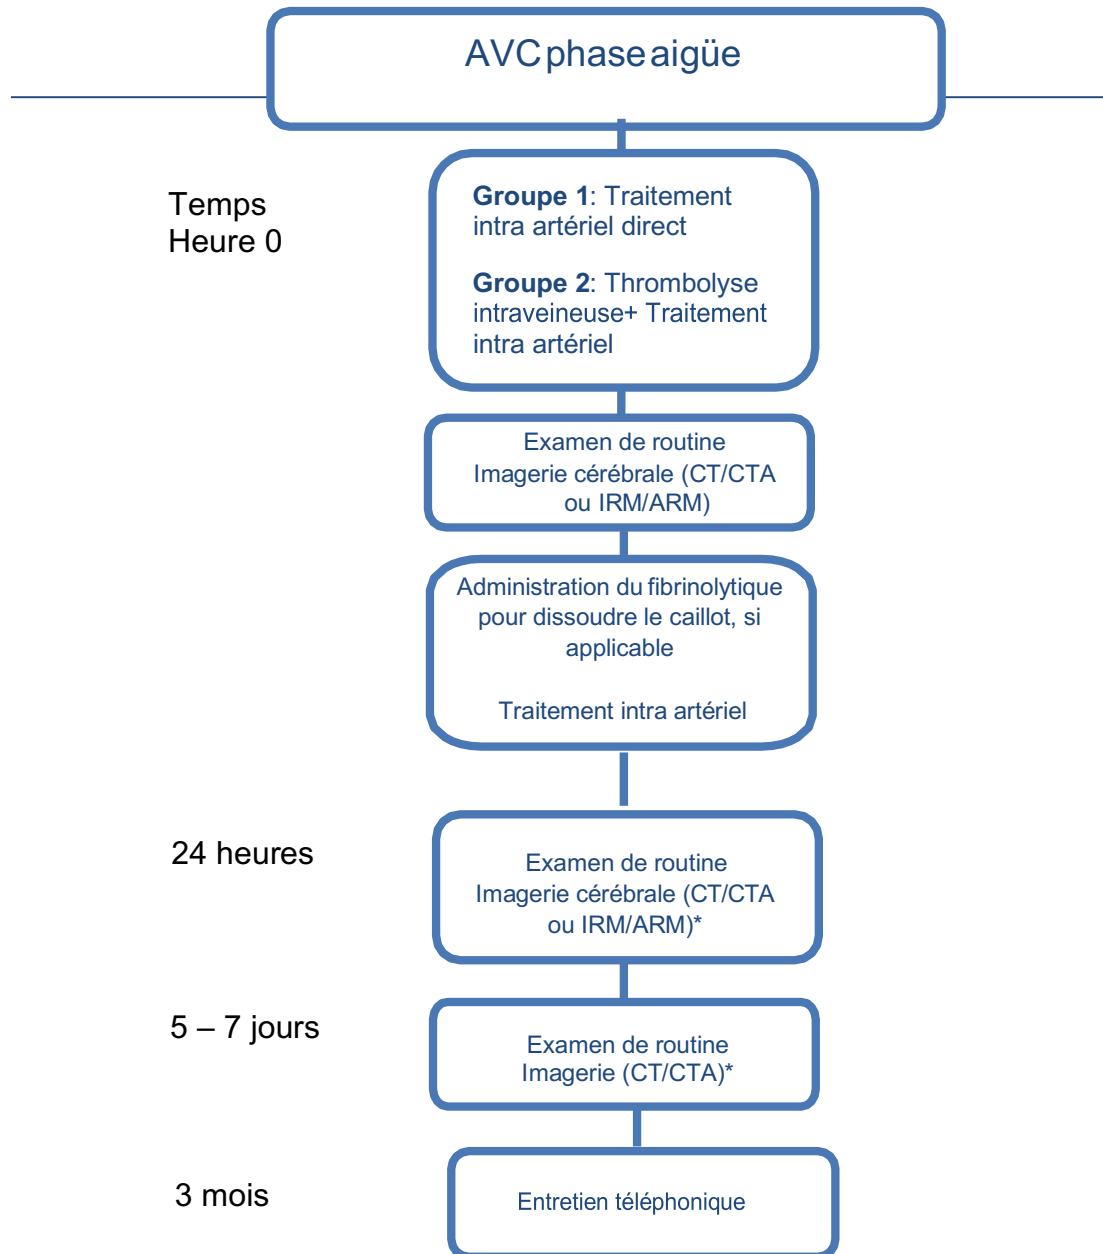 AVC phase aigüe
Temps
Heure 0
Groupe 1: Traitement
intra artériel direct
Groupe 2: Thrombolyse
intraveineuse+ Traitement
intra artériel
Examen de routine
Imagerie cérébrale (CT/CTA
ou IRM/ARM)
Administration du fibrinolytique
pour dissoudre le caillot, si
applicable
Traitement intra artériel
24 heures
Examen de routine
Imagerie cérébrale (CT/CTA
ou IRM/ARM)*
5 – 7 jours
Examen de routine
Imagerie (CT/CTA)*
3 mois
Entretien téléphonique